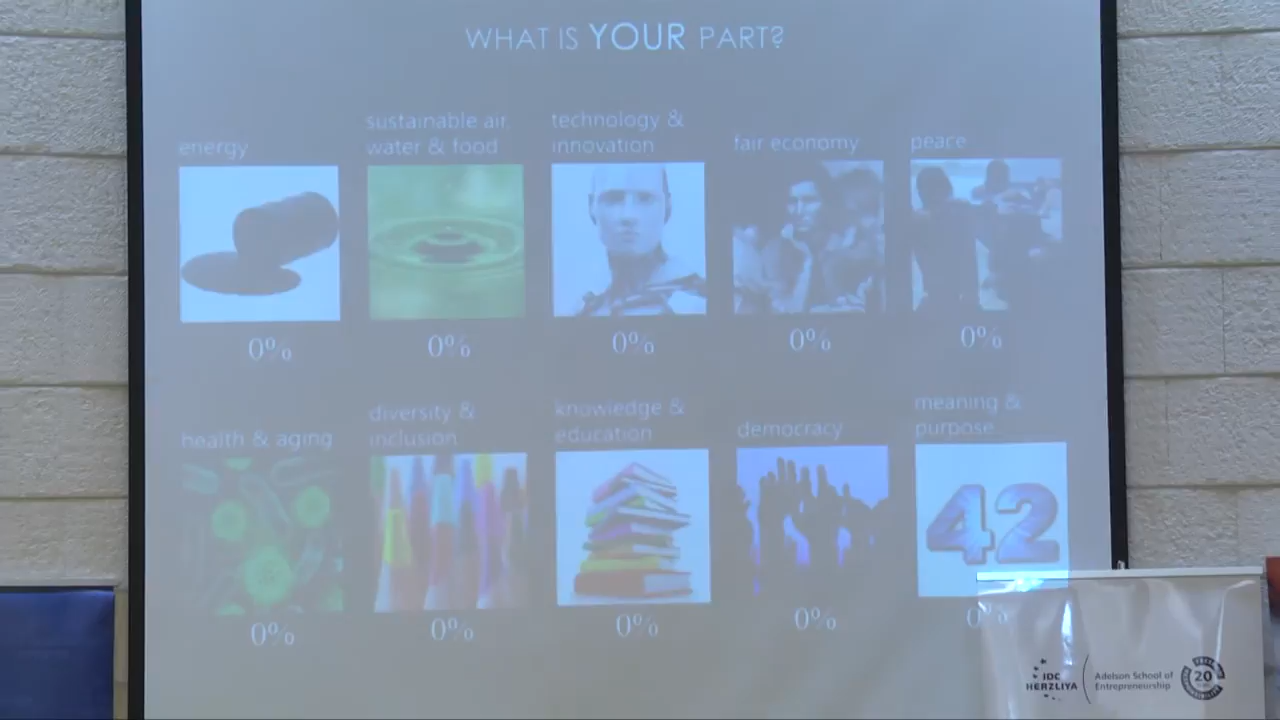 WHAT IS YOUR PART?
energy
sustainable air,
water & food
technology &
innovation
fair economy
peace
0%
0%
0%
0%
0%
health & aging
diversity &
inclusion
knowledge &
education
democracy
meaning &
purpose
42
0%
0%
0%
0%
0%
IDC
HERZLIYA
Adelson School of
Entrepreneurship
20